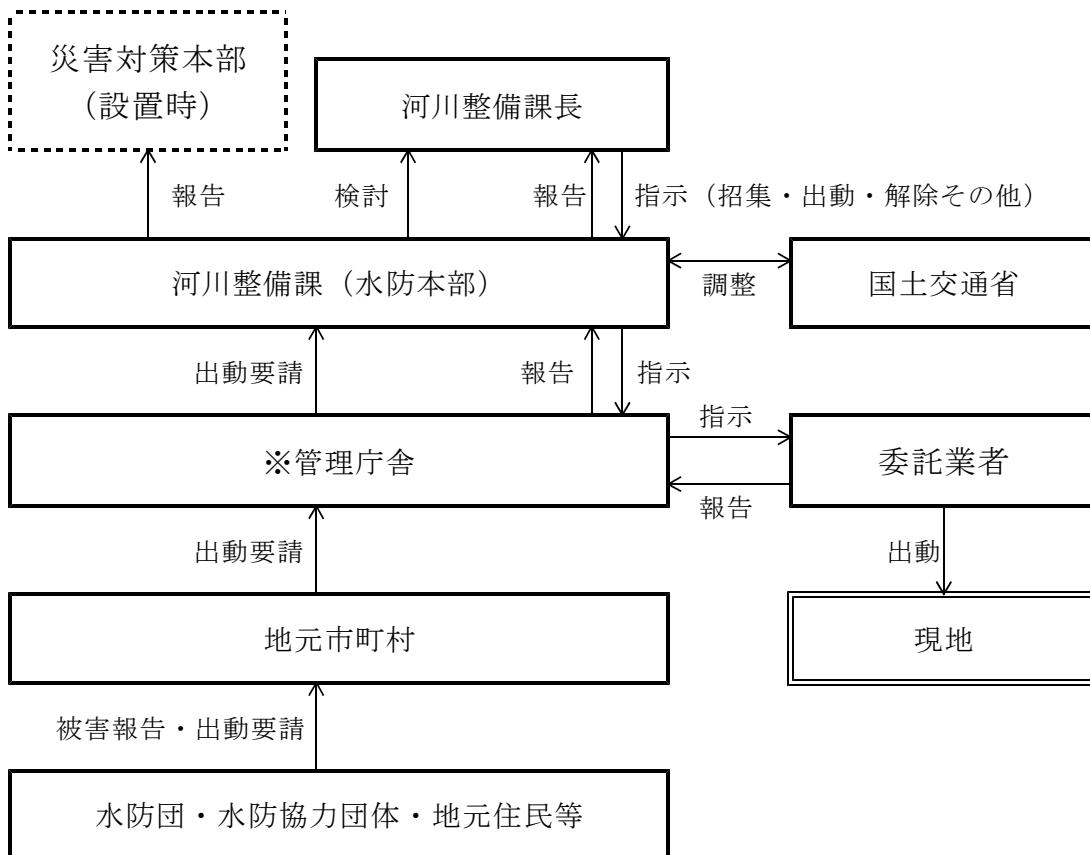 災害対策本部
（設置時）
河川整備課長
報告
検討
報告
指示（招集・出動・解除その他）
河川整備課（水防本部）
調整
国土交通省
出動要請
報告
指示
※管理庁舎
指示
報告
委託業者
出動要請
出動
地元市町村
現地
被害報告・出動要請
水防団・水防協力団体・地元住民等